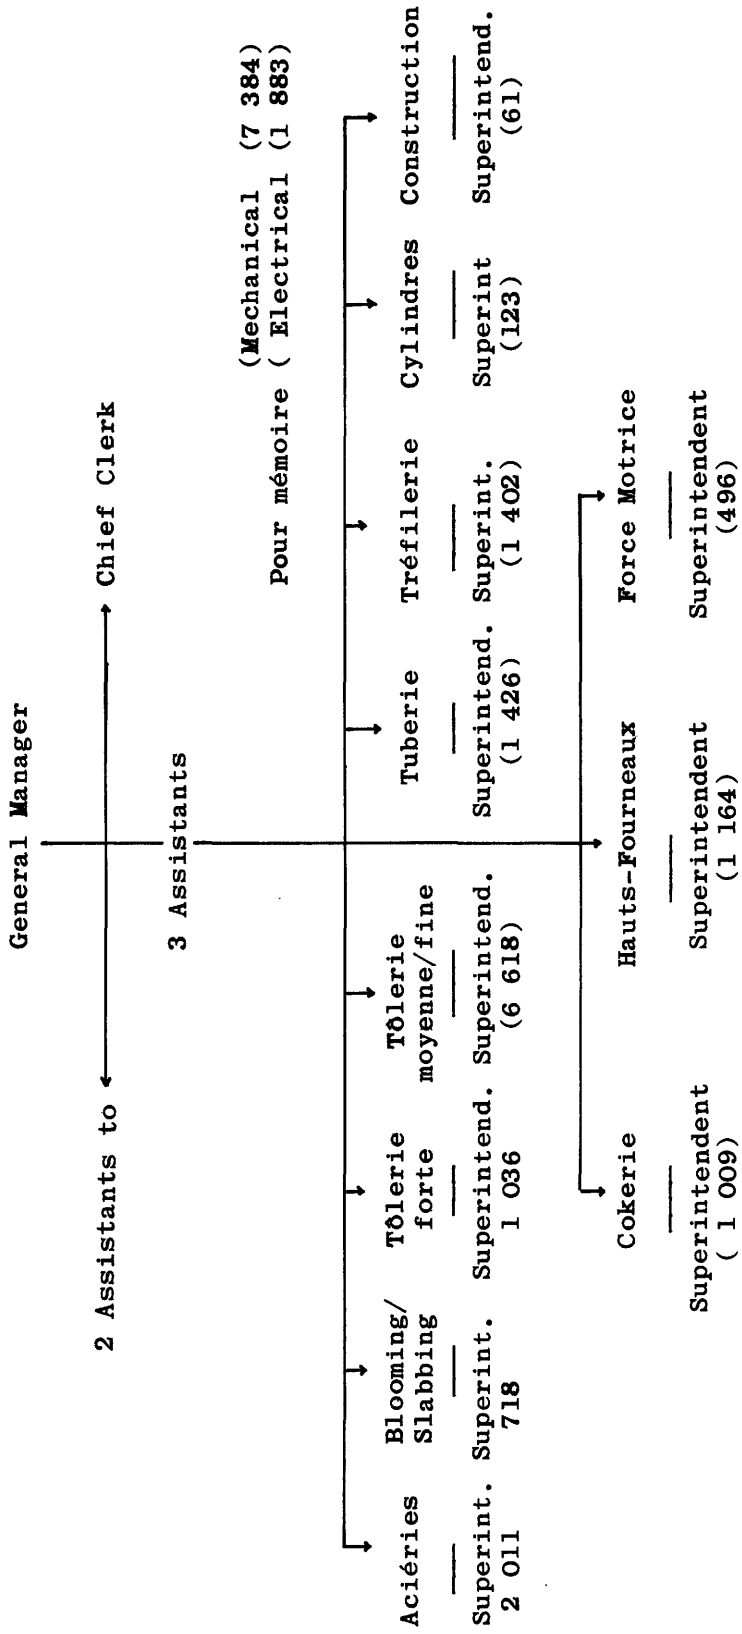 General Manager
2 Assistants to
Chief Clerk
3 Assistants
(Mechanical (7 384)
Pour mémoire ( Electrical (1 883)
Aciéries
Superint.
2 011
Blooming/
Slabbing
Superint.
718
Tôlerie
forte
Superintend.
1 036
Tôlerie
moyenne/fine
Superintend.
(6 618)
Tuberie
Superintend.
(1 426)
Tréfilerie
Superint.
(1 402)
Cylindres
Superint
(123)
Construction
Superintend.
(61)
Cokerie
Superintendent
( 1 009)
Hauts-Fourneaux
Superintendent
(1 164)
Force Motrice
Superintendent
(496)